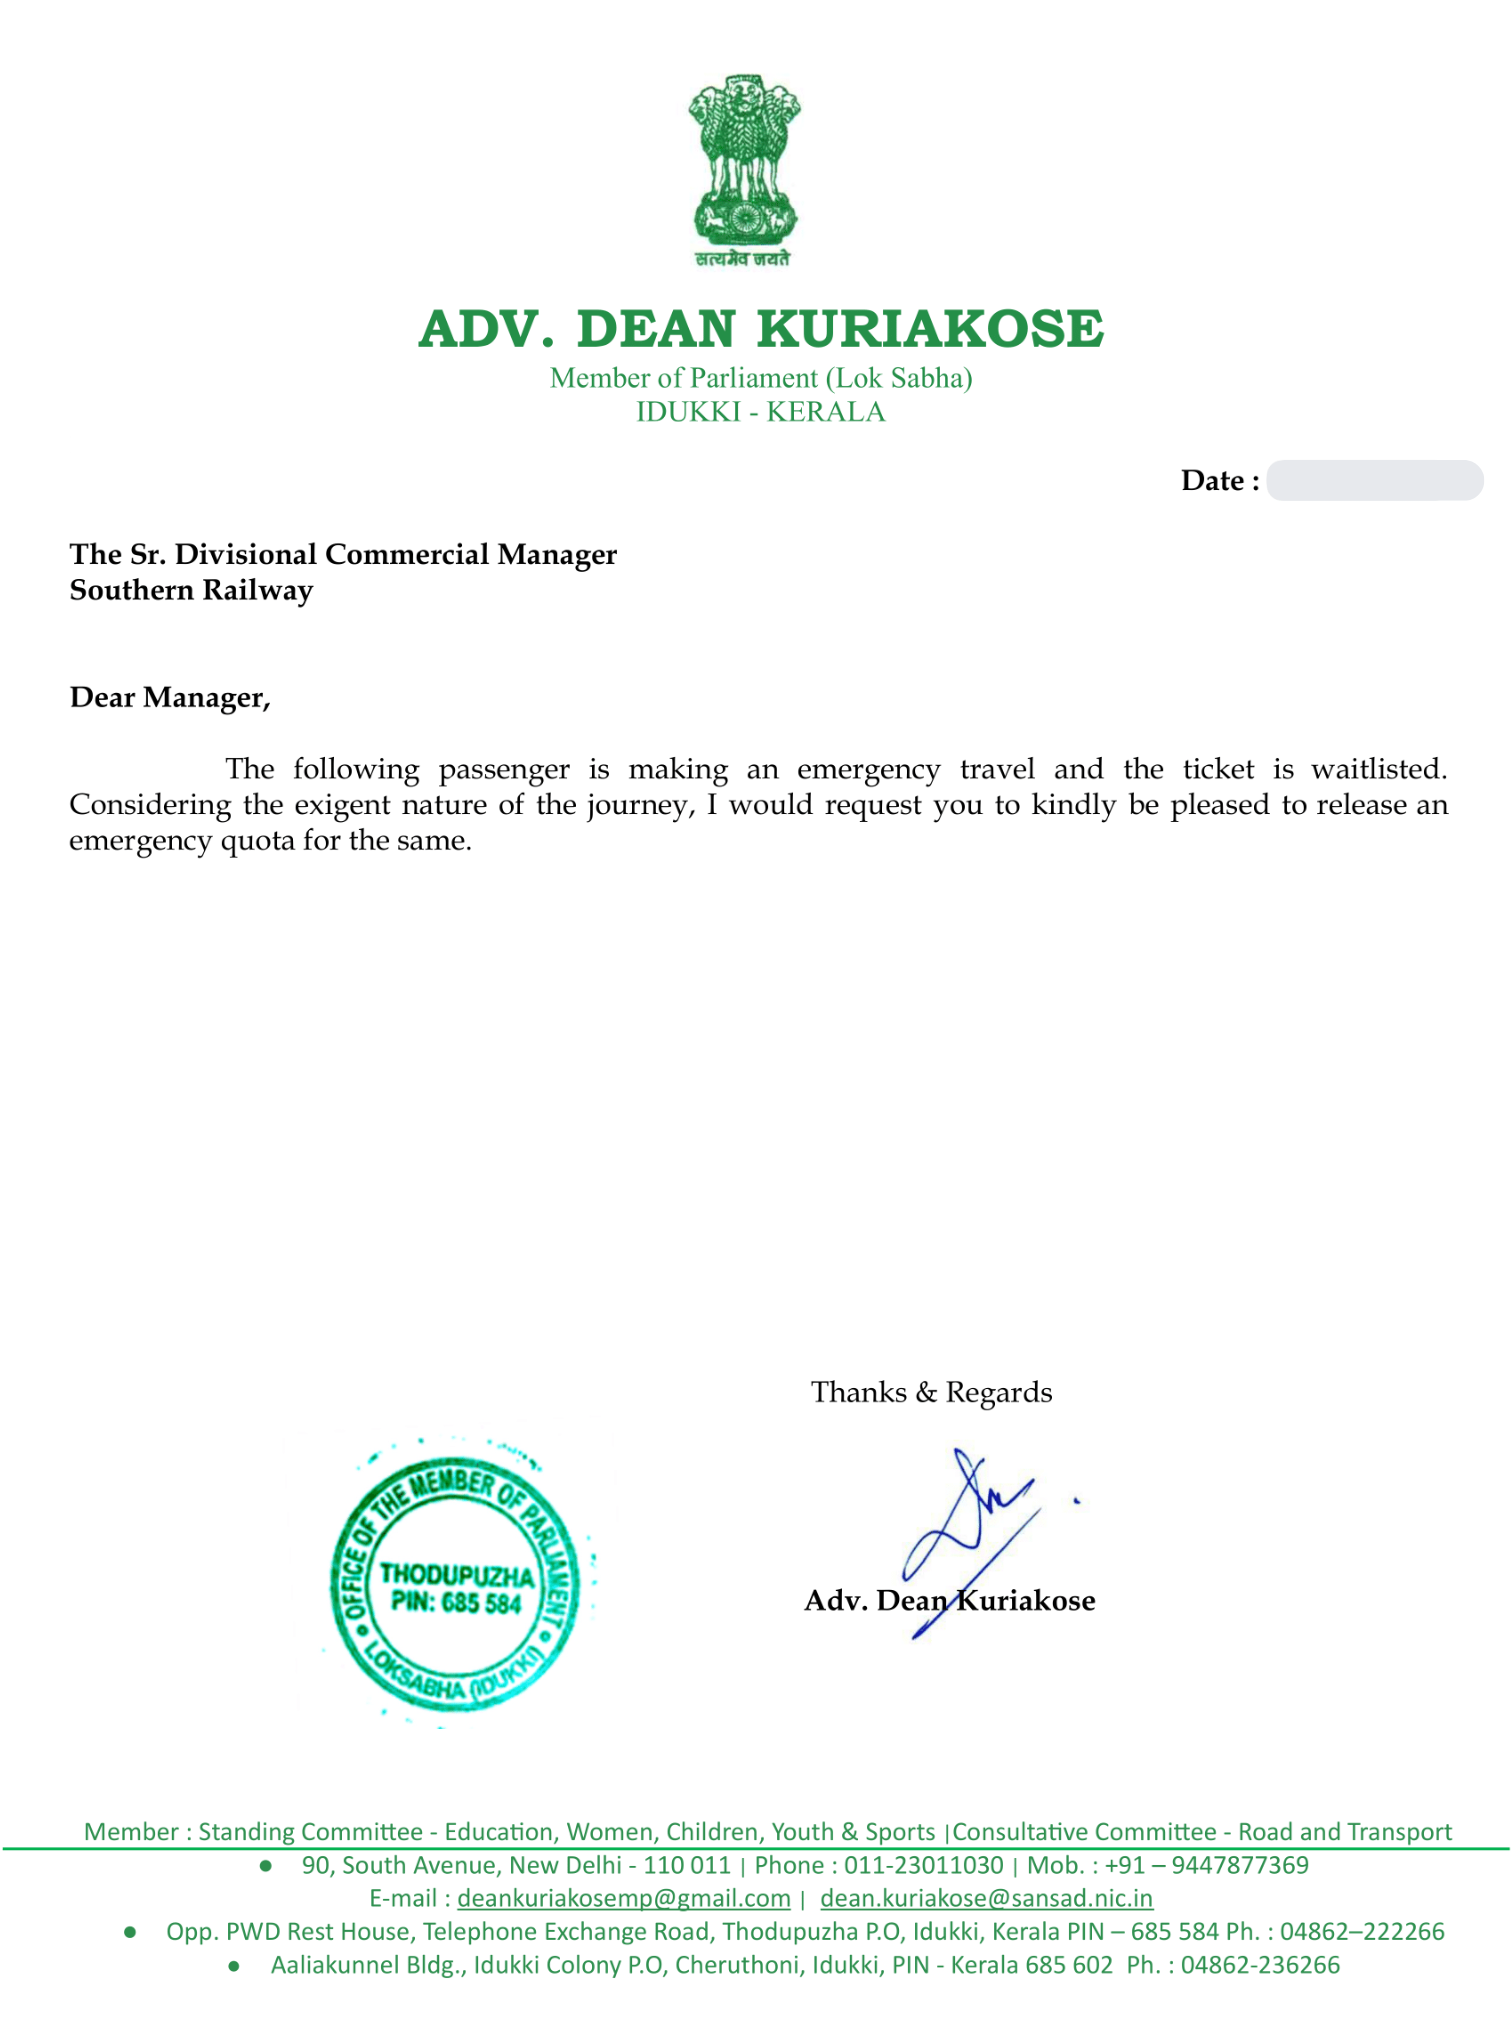 सत्यमेव जयते
ADV. DEAN KURIAKOSE
Member of Parliament (Lok Sabha)
IDUKKI - KERALA
Date :
The Sr. Divisional Commercial Manager
Southern Railway
Dear Manager,
The following passenger is making an emergency travel and the ticket is waitlisted.
Considering the exigent nature of the journey, I would request you to kindly be pleased to release an
emergency quota for the same.
Thanks & Regards
OFFICE OF THE MEMBER OF PARLIAMENT
THODUPUZHA
PIN: 685 584
LOKSABHA (IDUKKI)
Adv. Dean Kuriakose
Member : Standing Committee - Education, Women, Children, Youth & Sports |Consultative Committee - Road and Transport
● 90, South Avenue, New Delhi - 110 011 | Phone : 011-23011030 | Mob. : +91 – 9447877369
E-mail : deankuriakosemp@gmail.com | dean.kuriakose@sansad.nic.in
● Opp. PWD Rest House, Telephone Exchange Road, Thodupuzha P.O, Idukki, Kerala PIN – 685 584 Ph. : 04862–222266
● Aaliakunnel Bldg., Idukki Colony P.O, Cheruthoni, Idukki, PIN - Kerala 685 602 Ph. : 04862-236266